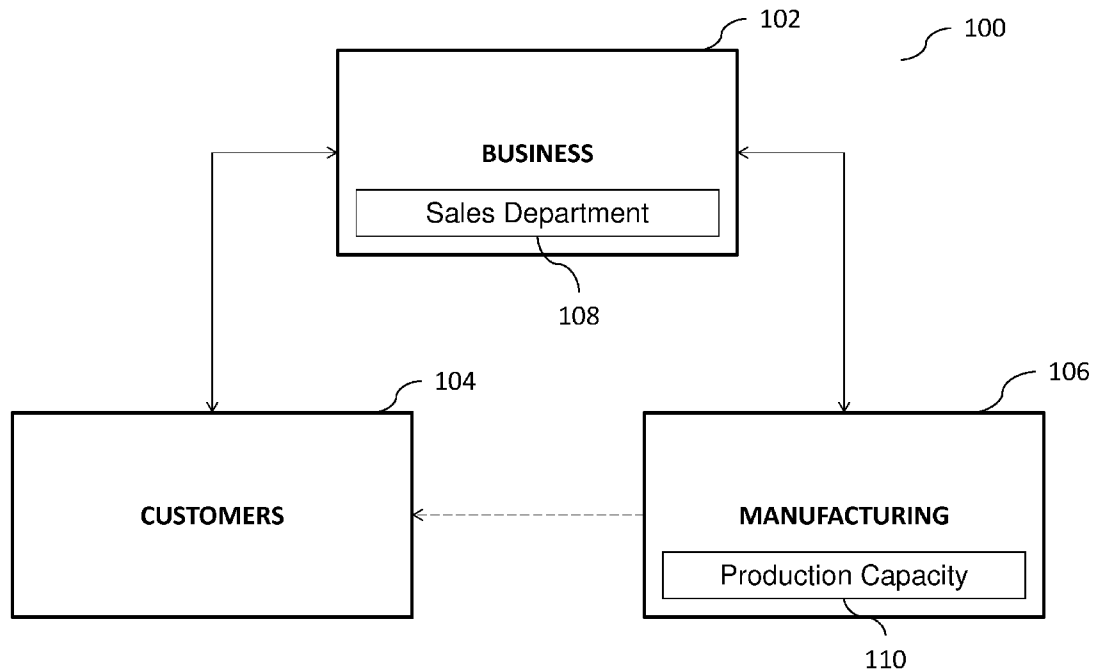 102
100
BUSINESS
Sales Department
108
104
106
CUSTOMERS
MANUFACTURING
Production Capacity
110